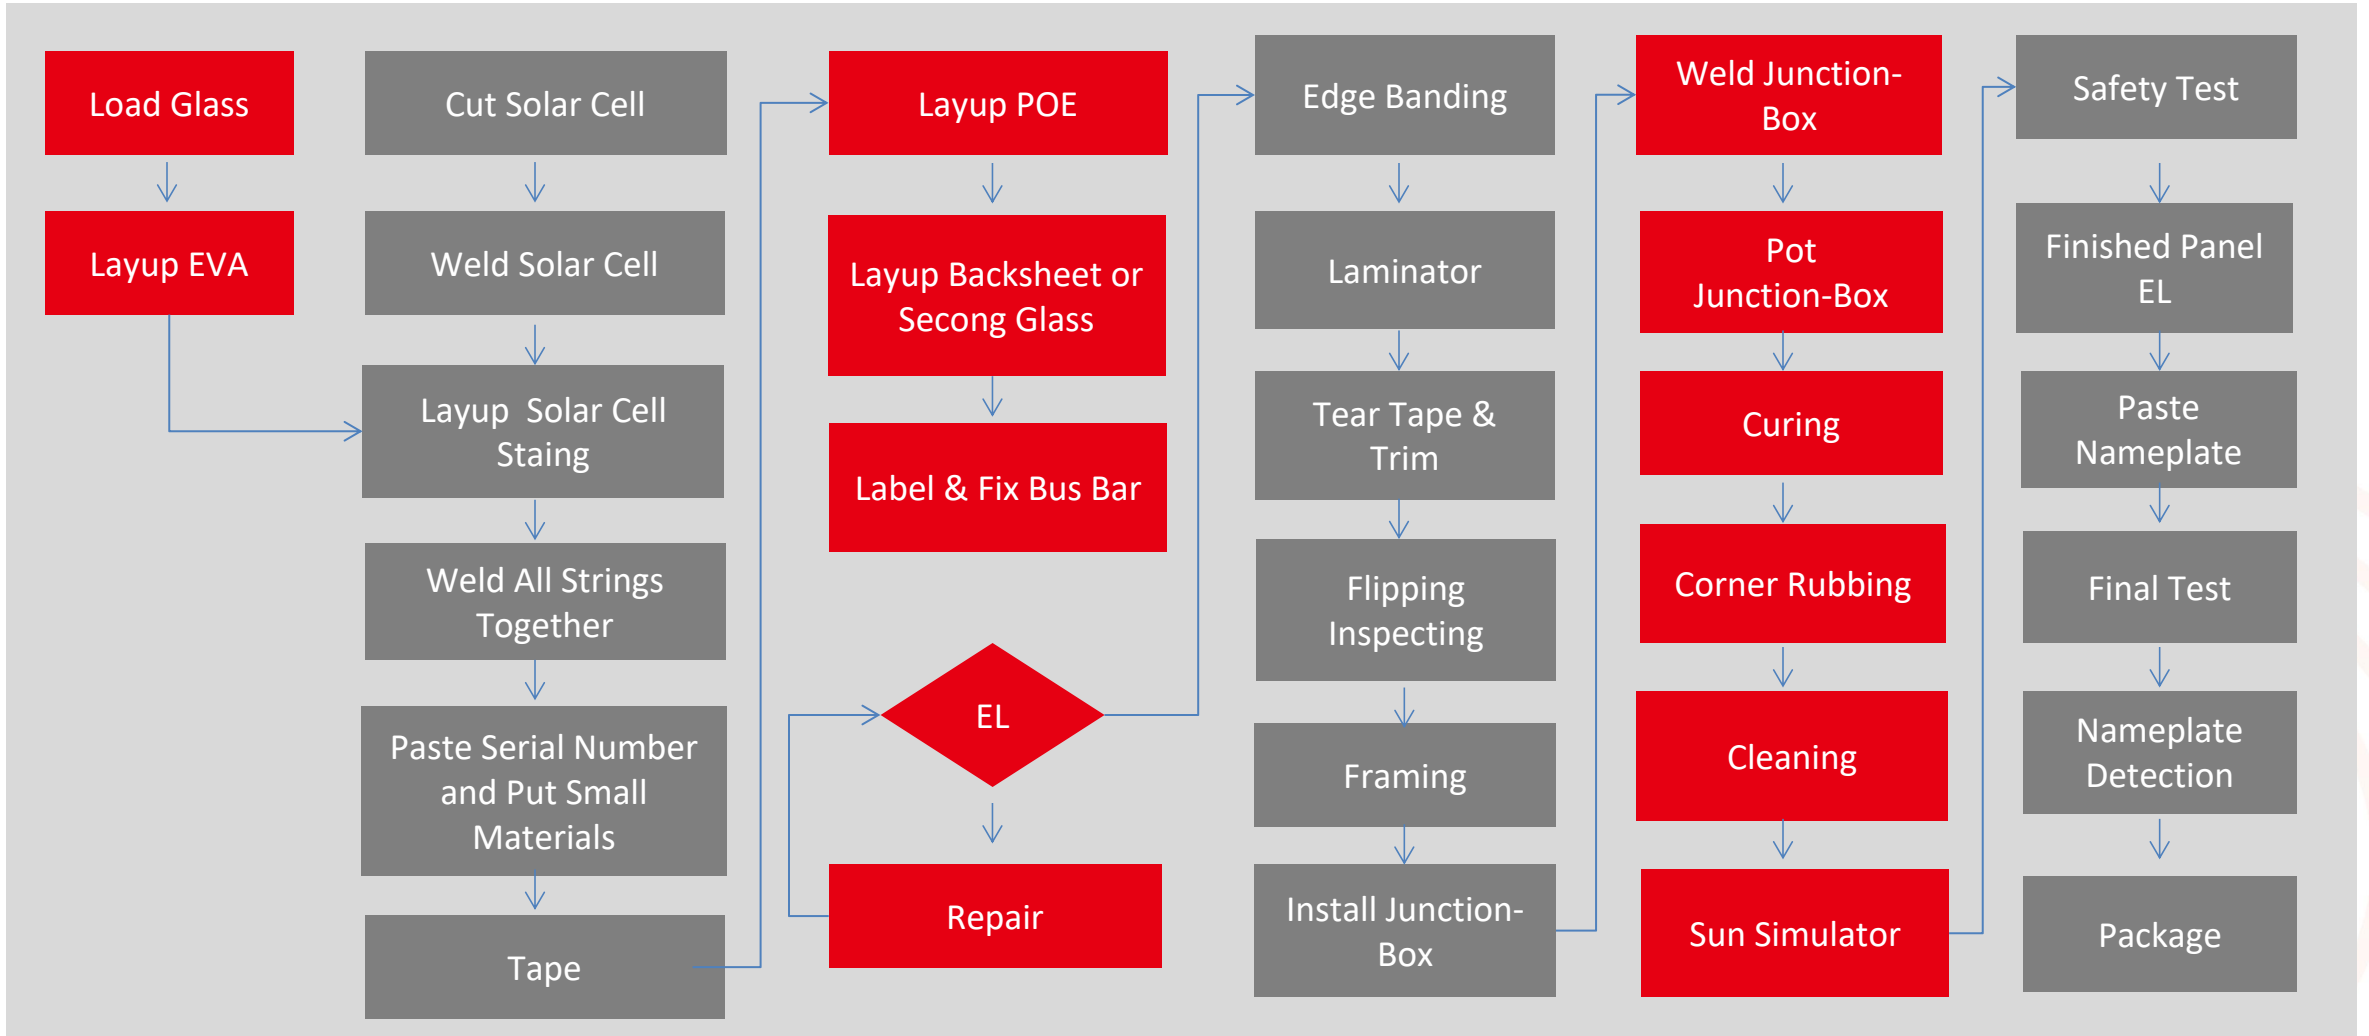 Load Glass
Layup EVA
Cut Solar Cell
Weld Solar Cell
Layup  Solar Cell
Staing
Weld All Strings
Together
Paste Serial Number
and Put Small
Materials
Tape
Layup POE
Layup Backsheet or
Secong Glass
Label & Fix Bus Bar
EL
Repair
Edge Banding
Laminator
Tear Tape &
Trim
Flipping
Inspecting
Framing
Install Junction-
Box
Weld Junction-
Box
Pot
Junction-Box
Curing
Corner Rubbing
Cleaning
Sun Simulator
Safety Test
Finished Panel
EL
Paste
Nameplate
Final Test
Nameplate
Detection
Package